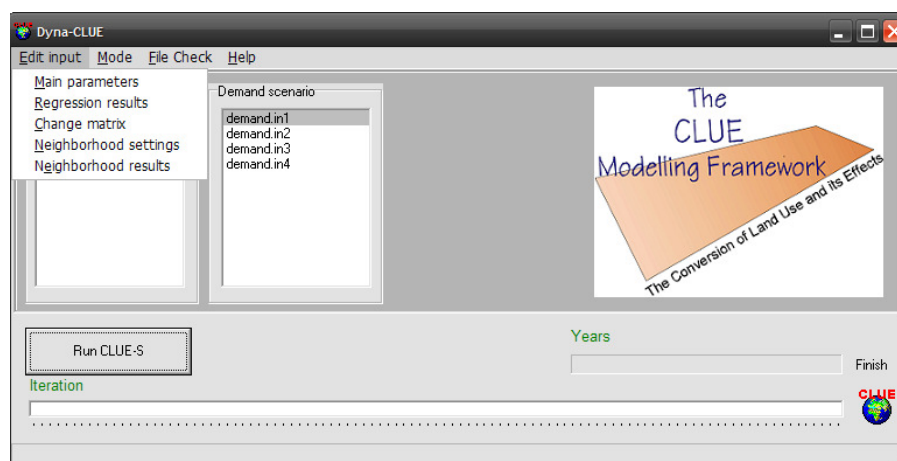 Dyna-CLUE
Edit input Mode File Check Help
Main parameters
Regression results
Change matrix
Neighborhood settings
Neighborhood results
Demand scenario
demand.in1
demand.in2
demand.in3
demand.in4
The
CLUE
Modelling Framework
The Conversion of Land Use and its Effects
Run CLUE-S
Years
Finish
Iteration
CLUE